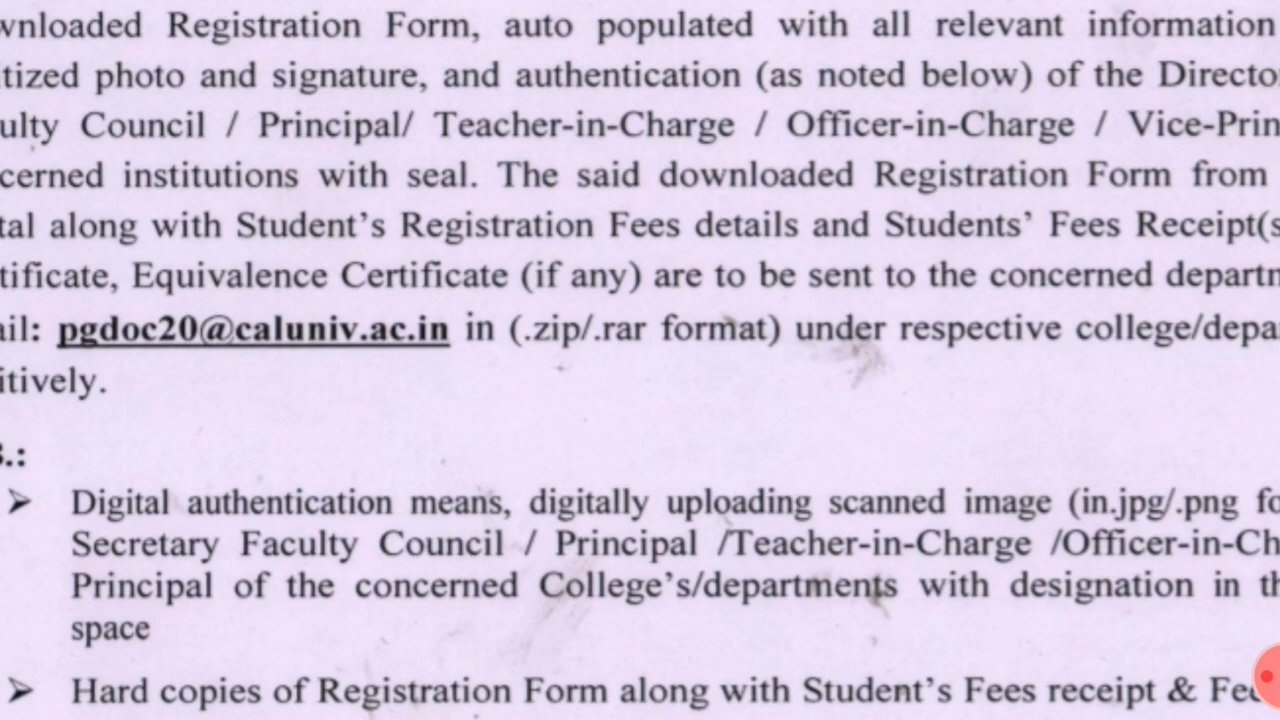 wnloaded Registration Form, auto populated with all relevant information
tized photo and signature, and authentication (as noted below) of the Directo
ulty Council / Principal/ Teacher-in-Charge / Officer-in-Charge / Vice-Prin
cerned institutions with seal. The said downloaded Registration Form from
tal along with Student's Registration Fees details and Students' Fees Receipt(s
tificate, Equivalence Certificate (if any) are to be sent to the concerned departm
ail: pgdoc20@caluniv.ac.in in (.zip/.rar format) under respective college/depa
itively.
.:
➢ Digital authentication means, digitally uploading scanned image (in.jpg/.png fo
Secretary Faculty Council / Principal /Teacher-in-Charge /Officer-in-Ch
Principal of the concerned College's/departments with designation in th
space
➢ Hard copies of Registration Form along with Student's Fees receipt & Fee